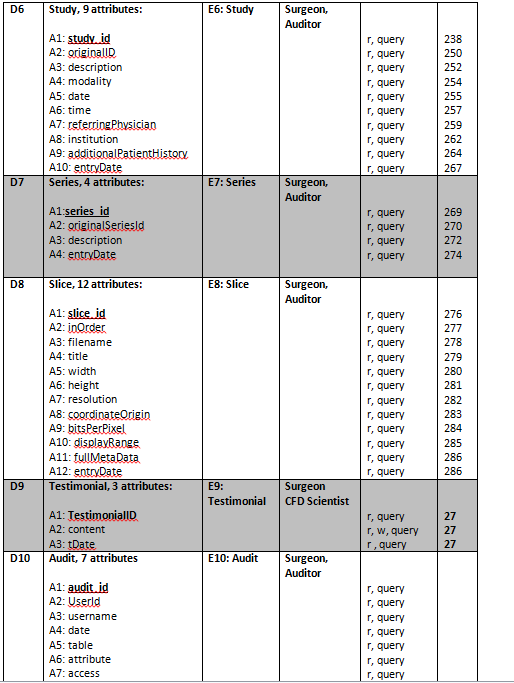 D6 Study, 9 attributes: E6: Study Surgeon,
Auditor
A1: study_id r, query 238
A2: originalID r, query 250
A3: description r, query 252
A4: modality r, query 254
A5: date r, query 255
A6: time r, query 257
A7: referringPhysician r, query 259
A8: institution r, query 262
A9: additionalPatientHistory r, query 264
A10: entryDate r, query 267
D7 Series, 4 attributes: E7: Series Surgeon,
Auditor
A1:series_id r, query 269
A2: originalSeriesId r, query 270
A3: description r, query 272
A4: entryDate r, query 274
D8 Slice, 12 attributes: E8: Slice Surgeon,
Auditor
A1: slice_id r, query 276
A2: inOrder r, query 277
A3: filename r, query 278
A4: title r, query 279
A5: width r, query 280
A6: height r, query 281
A7: resolution r, query 282
A8: coordinateOrigin r, query 283
A9: bitsPerPixel r, query 284
A10: displayRange r, query 285
A11: fullMetaData r, query 286
A12: entryDate r, query 286
D9 Testimonial, 3 attributes: E9: Surgeon
Testimonial CFD Scientist
A1: TestimonialID r, query 27
A2: content r, w, query 27
A3: tDate r , query 27
D10 Audit, 7 attributes E10: Audit Surgeon,
Auditor
A1: audit_id r, query
A2: UserId r, query
A3: username r, query
A4: date r, query
A5: table r, query
A6: attribute r, query
A7: access r, query